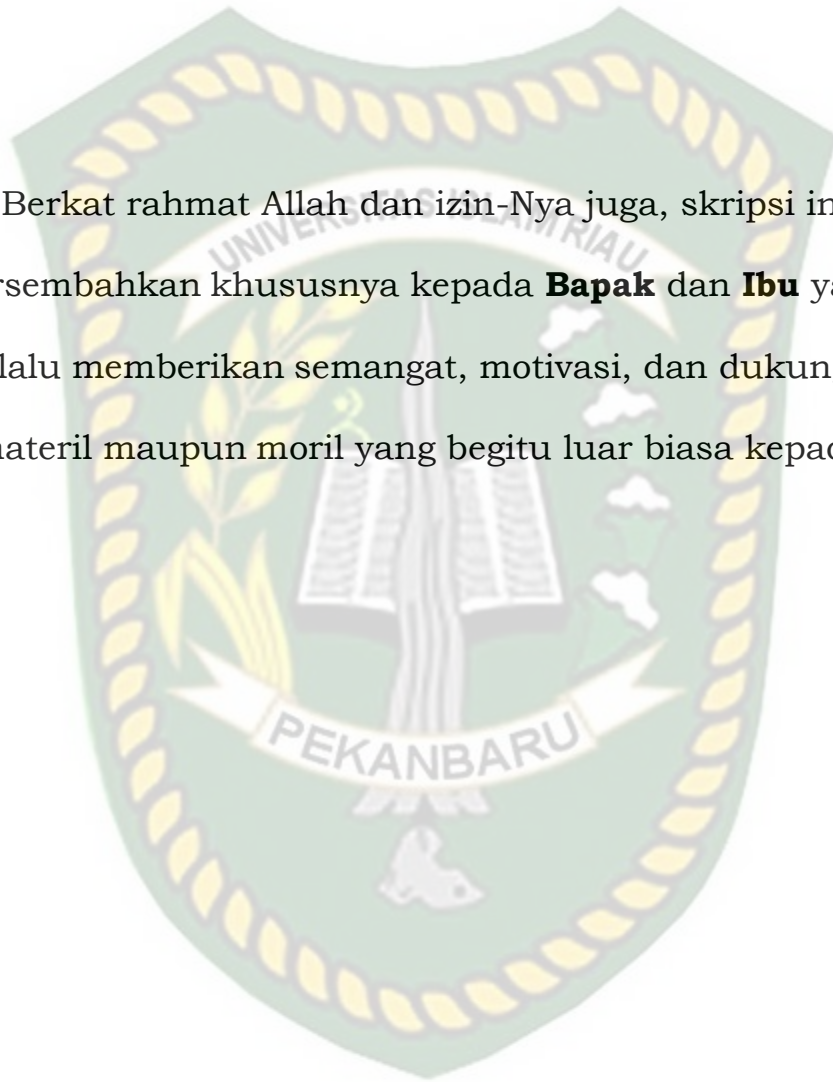 Berkat rahmat Allah dan izin-Nya juga, skripsi in
rsembahkan khususnya kepada Bapak dan Ibu ya
lalu memberikan semangat, motivasi, dan dukun
ateril maupun moril yang begitu luar biasa kepad
UNIVERSITAS ISLAM RIAU
PEKANBARU